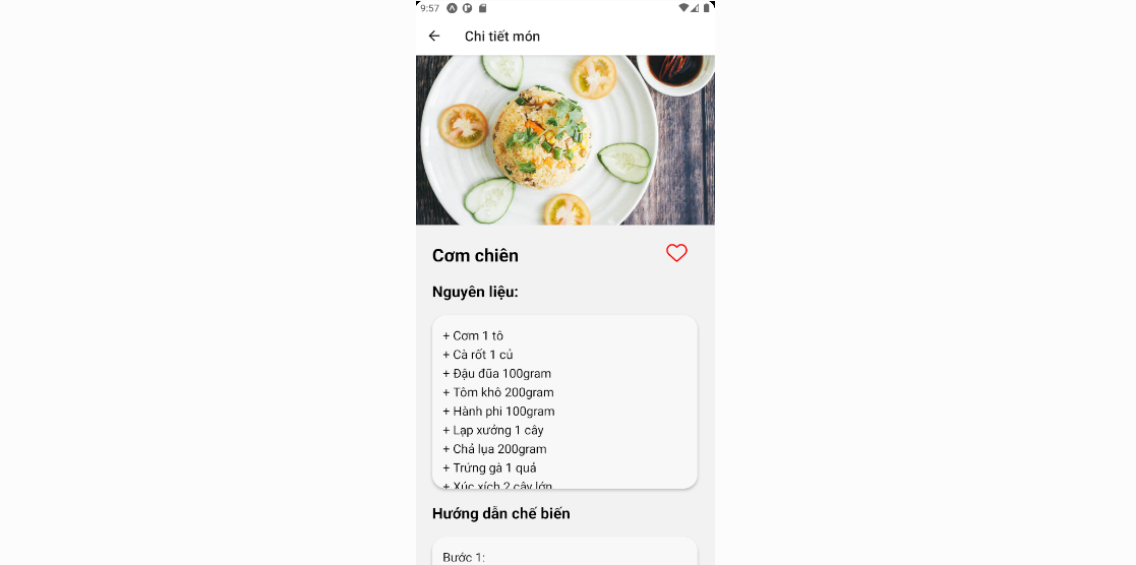 9:57
Chi tiết món
Cơm chiên
Nguyên liệu:
+ Cơm 1 tô
+ Cà rốt 1 củ
+ Đậu đũa 100gram
+ Tôm khô 200gram
+ Hành phi 100gram
+ Lạp xưởng 1 cây
+ Chả lụa 200gram
+ Trứng gà 1 quả
+ Xúc xích 2 cây lớn
Hướng dẫn chế biến
Bước 1: